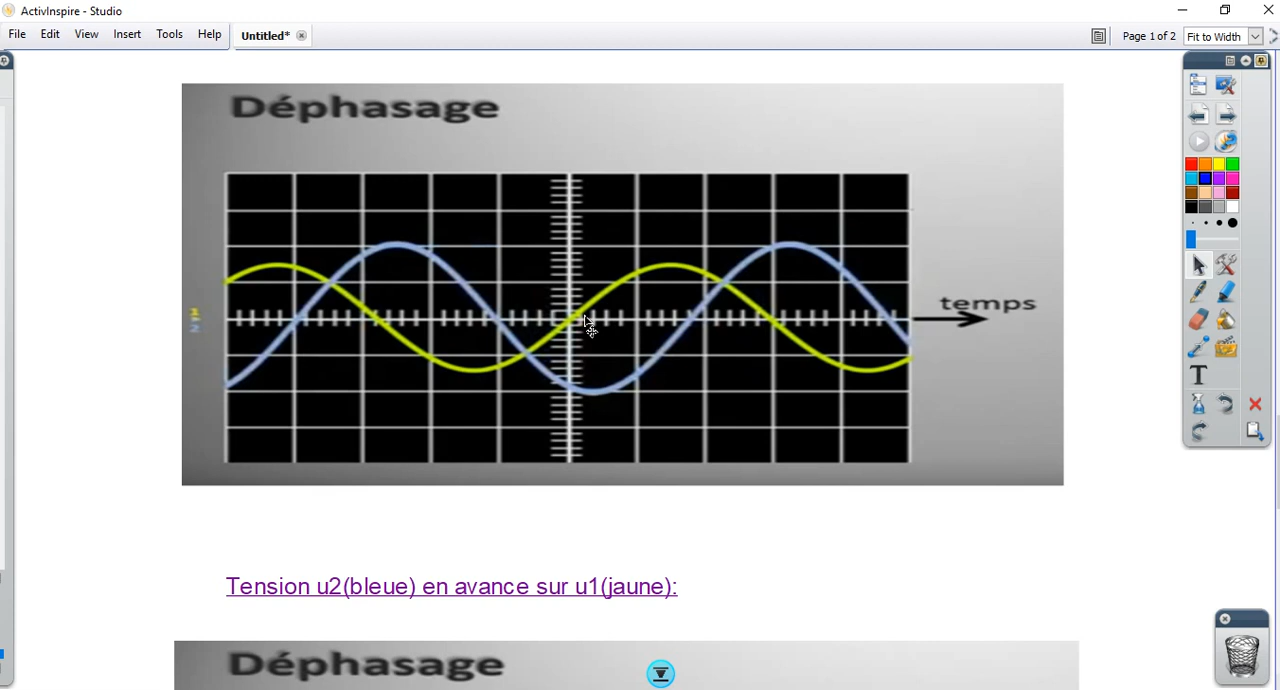 ActivInspire - Studio
File Edit View Insert Tools Help
Untitled*
Page 1 of 2
Fit to Width
Déphasage
temps
Tension u2(bleue) en avance sur u1(jaune):
Déphasage
T